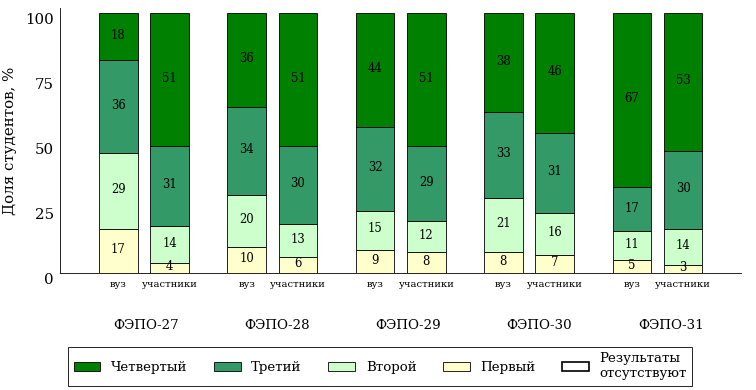 Доля студентов, %
100
75
50
25
0
18 51 36 51 44 51 38 46 67 53
36 31 34 30 32 29 33 31 17 30
29 14 20 13 15 12 21 16 11 14
17 4 10 6 9 8 8 7 5 3
вуз участники вуз участники вуз участники вуз участники вуз участники
ФЭПО-27 ФЭПО-28 ФЭПО-29 ФЭПО-30 ФЭПО-31
Четвертый Третий Второй Первый Результаты
отсутствуют